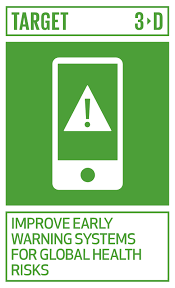 TARGET 3▸D
!
IMPROVE EARLY
WARNING SYSTEMS
FOR GLOBAL HEALTH
RISKS